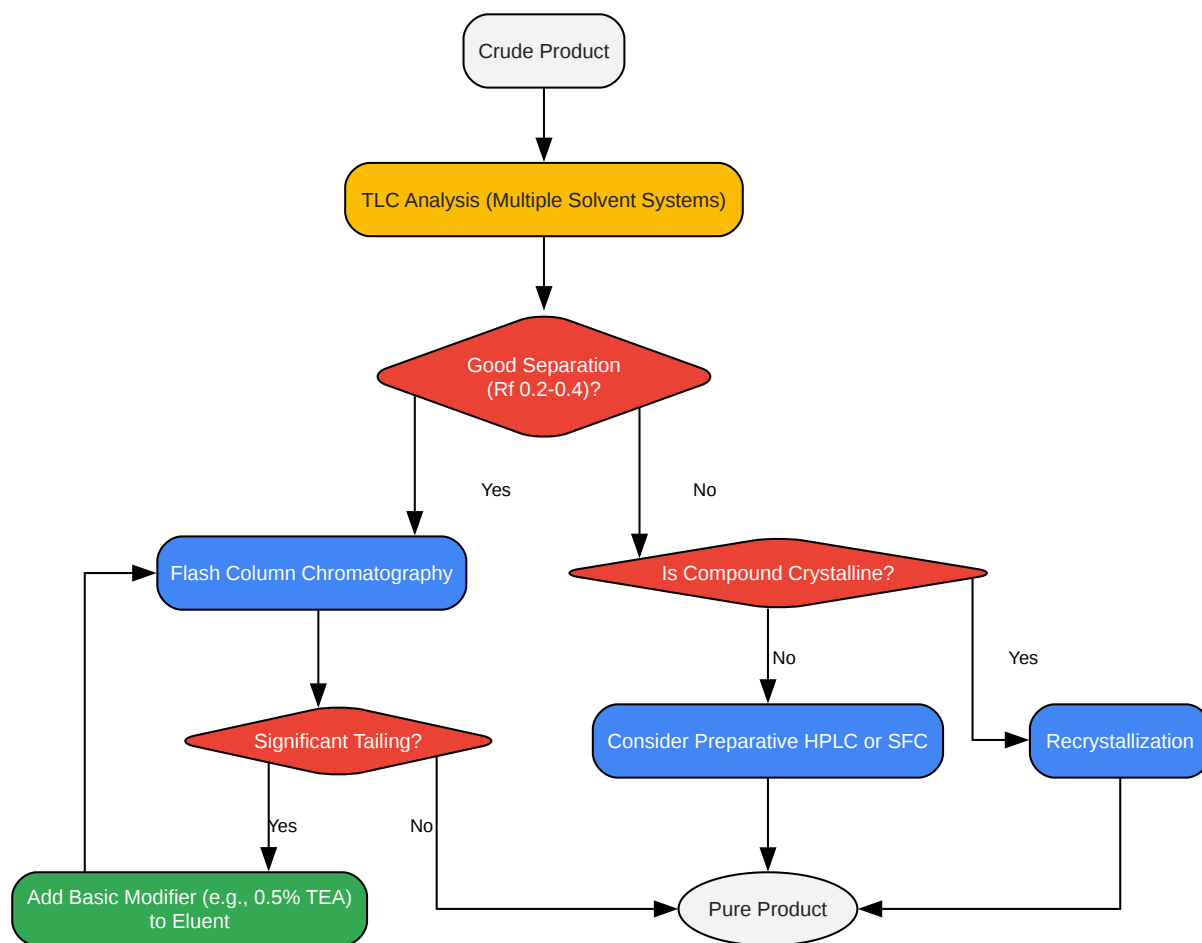 Crude Product
TLC Analysis (Multiple Solvent Systems)
Good Separation
(Rf 0.2-0.4)?
Yes
No
Flash Column Chromatography
Is Compound Crystalline?
No
Yes
Significant Tailing?
Consider Preparative HPLC or SFC
Recrystallization
Yes
No
Add Basic Modifier (e.g., 0.5% TEA)
to Eluent
Pure Product